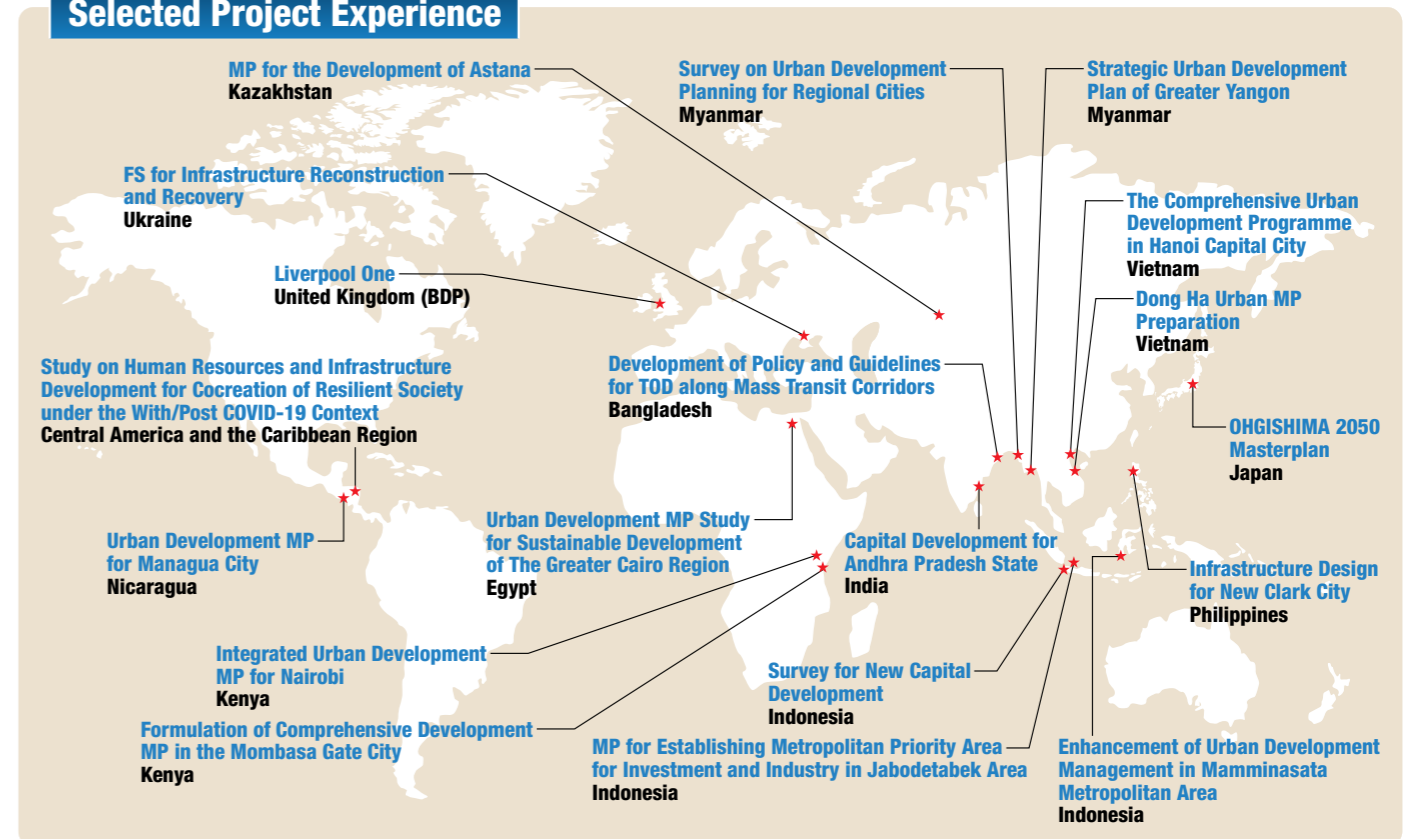 Selected Project Experience
MP for the Development of Astana
Kazakhstan
Survey on Urban Development
Planning for Regional Cities
Myanmar
Strategic Urban Development
Plan of Greater Yangon
Myanmar
FS for Infrastructure Reconstruction
and Recovery
Ukraine
The Comprehensive Urban
Development Programme
in Hanoi Capital City
Vietnam
Liverpool One
United Kingdom (BDP)
Dong Ha Urban MP
Preparation
Vietnam
Study on Human Resources and Infrastructure
Development for Cocreation of Resilient Society
under the With/Post COVID-19 Context
Central America and the Caribbean Region
Development of Policy and Guidelines
for TOD along Mass Transit Corridors
Bangladesh
OHGISHIMA 2050
Masterplan
Japan
Urban Development MP
for Managua City
Nicaragua
Urban Development MP Study
for Sustainable Development
of The Greater Cairo Region
Egypt
Capital Development for
Andhra Pradesh State
India
Infrastructure Design
for New Clark City
Philippines
Integrated Urban Development
MP for Nairobi
Kenya
Survey for New Capital
Development
Indonesia
Formulation of Comprehensive Development
MP in the Mombasa Gate City
Kenya
MP for Establishing Metropolitan Priority Area
for Investment and Industry in Jabodetabek Area
Indonesia
Enhancement of Urban Development
Management in Mamminasata
Metropolitan Area
Indonesia